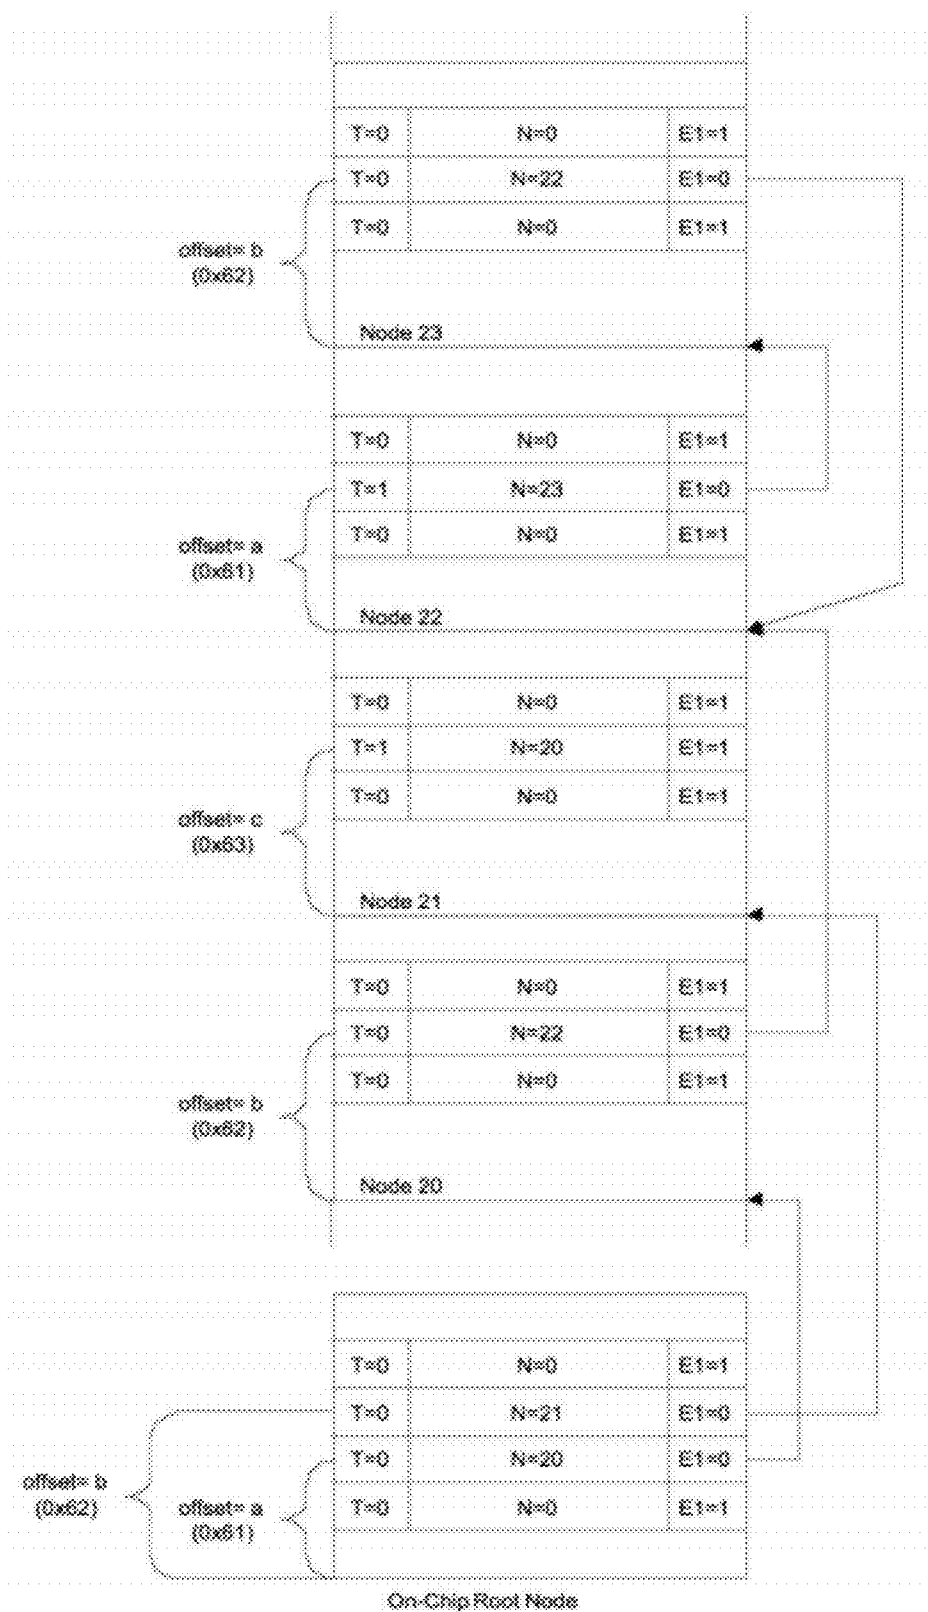 T=0 N=0 E1=1
T=0 N=22 E1=0
T=0 N=0 E1=1
offset= b
(0x62)
Node 23
T=0 N=0 E1=1
T=1 N=23 E1=0
T=0 N=0 E1=1
offset= a
(0x61)
Node 22
T=0 N=0 E1=1
T=1 N=20 E1=1
T=0 N=0 E1=1
offset= c
(0x63)
Node 21
T=0 N=0 E1=1
T=0 N=22 E1=0
T=0 N=0 E1=1
offset= b
(0x62)
Node 20
T=0 N=0 E1=1
T=0 N=21 E1=0
T=0 N=20 E1=0
T=0 N=0 E1=1
offset= b
(0x62)
offset= a
(0x61)
On-Chip Root Node